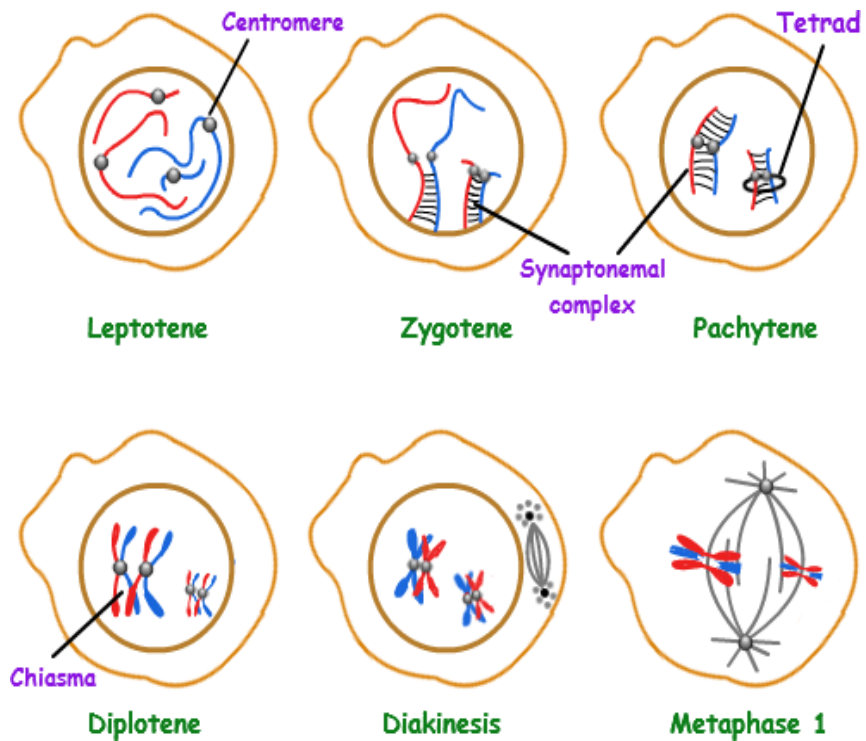 Centromere
Tetrad
Synaptonemal
complex
Leptotene
Zygotene
Pachytene
Chiasma
Diplotene
Diakinesis
Metaphase 1